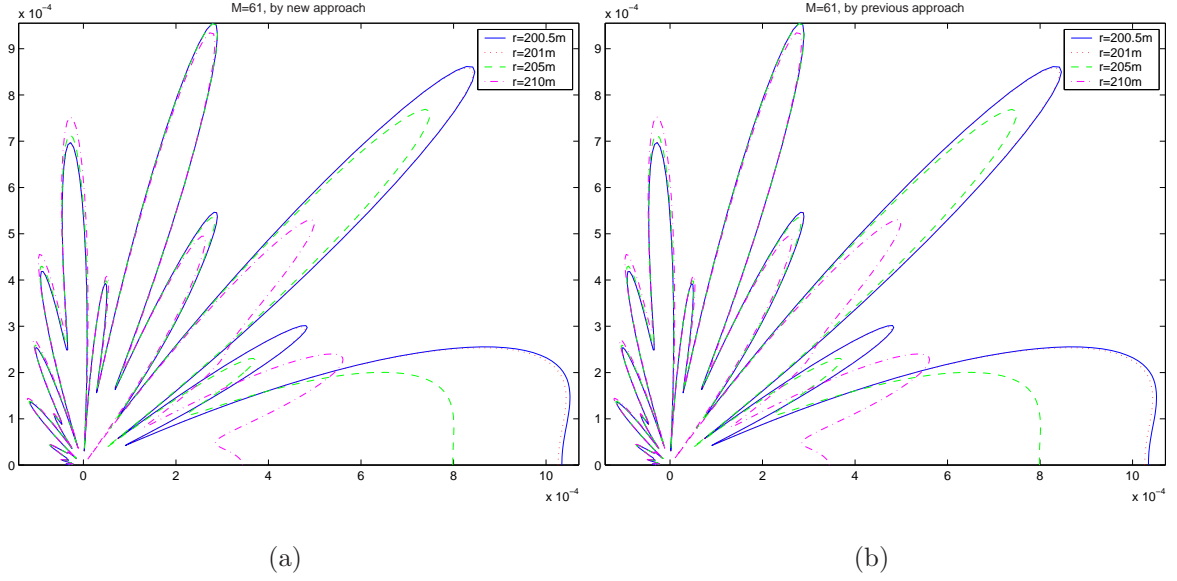 M=61, by new approach
x 10⁻⁴
r=200.5m
r=201m
r=205m
r=210m
9
8
7
6
5
4
3
2
1
0
0 2 4 6 8 10
x 10⁻⁴
(a)
M=61, by previous approach
x 10⁻⁴
r=200.5m
r=201m
r=205m
r=210m
9
8
7
6
5
4
3
2
1
0
0 2 4 6 8 10
x 10⁻⁴
(b)